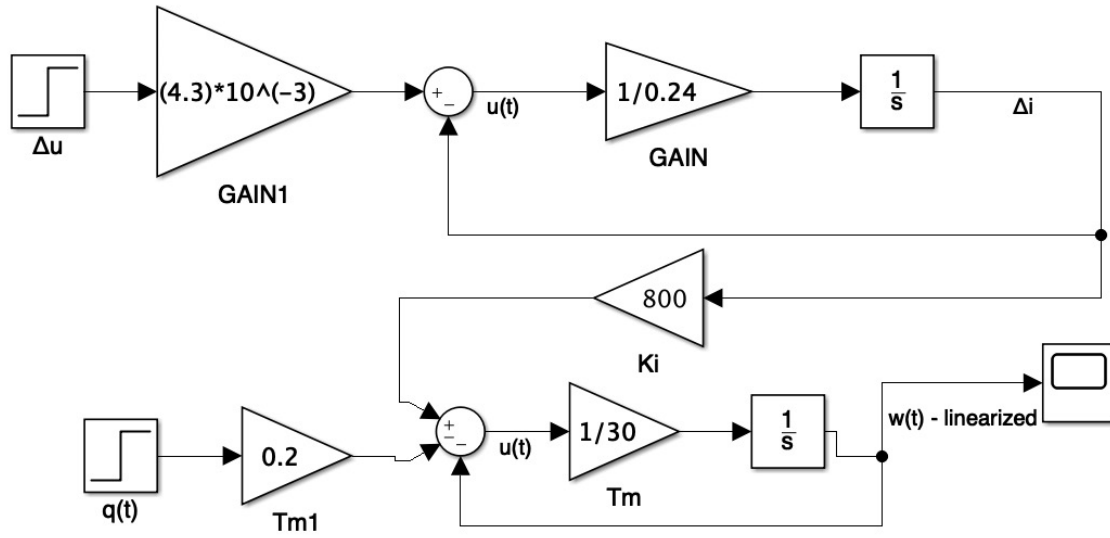 (4.3)*10^(-3)
+
−
u(t)
1/0.24
1
s
Δi
Δu
GAIN
GAIN1
800
Ki
+
−
−
u(t)
1/30
1
s
w(t) - linearized
0.2
q(t)
Tm1
Tm